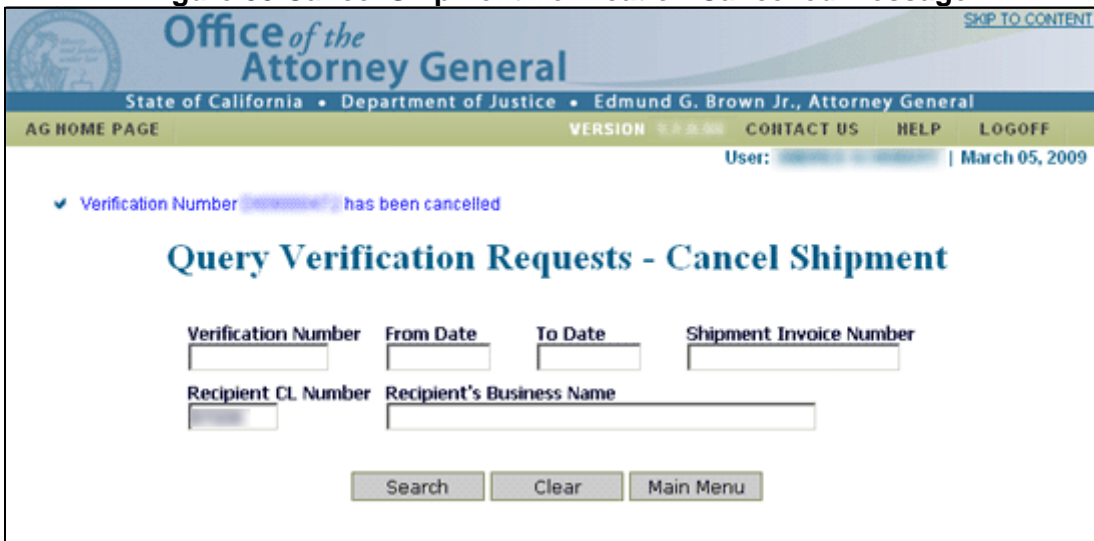 SKIP TO CONTENT
Office of the
Attorney General
State of California • Department of Justice • Edmund G. Brown Jr., Attorney General
AG HOME PAGE VERSION CONTACT US HELP LOGOFF
User: | March 05, 2009
Verification Number has been cancelled
Query Verification Requests - Cancel Shipment
Verification Number From Date To Date Shipment Invoice Number
Recipient CL Number Recipient's Business Name
Search Clear Main Menu